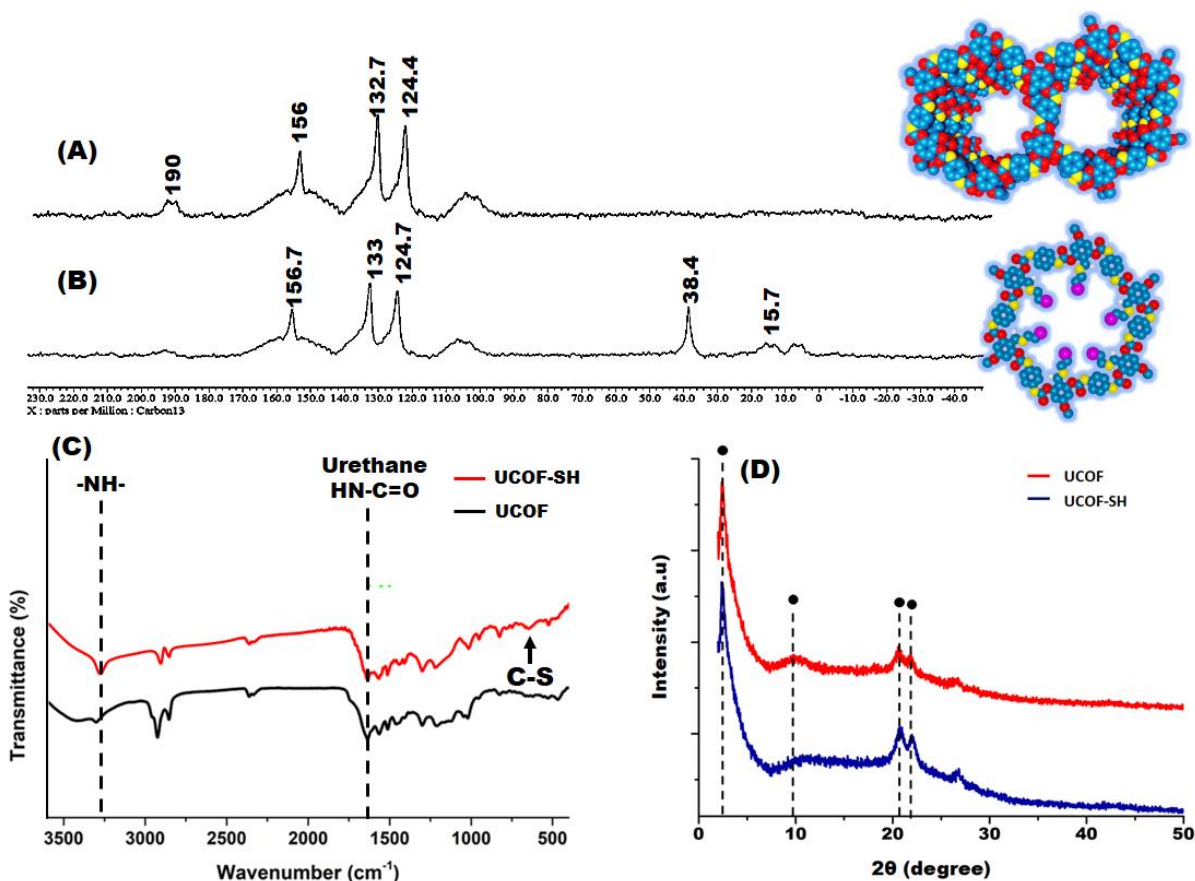 (A)
190
156
132.7
124.4
(B)
156.7
133
124.7
38.4
15.7
230.0 220.0 210.0 200.0 190.0 180.0 170.0 160.0 150.0 140.0 130.0 120.0 110.0 100.0 90.0 80.0 70.0 60.0 50.0 40.0 30.0 20.0 10.0 0 -10.0 -20.0 -30.0 -40.0
X : parts per Million : Carbon13
(C)
-NH-
Urethane
HN-C=O
UCOF-SH
UCOF
C-S
Transmittance (%)
3500 3000 2500 2000 1500 1000 500
Wavenumber (cm⁻¹)
(D)
UCOF
UCOF-SH
Intensity (a.u)
0 10 20 30 40 50
2θ (degree)